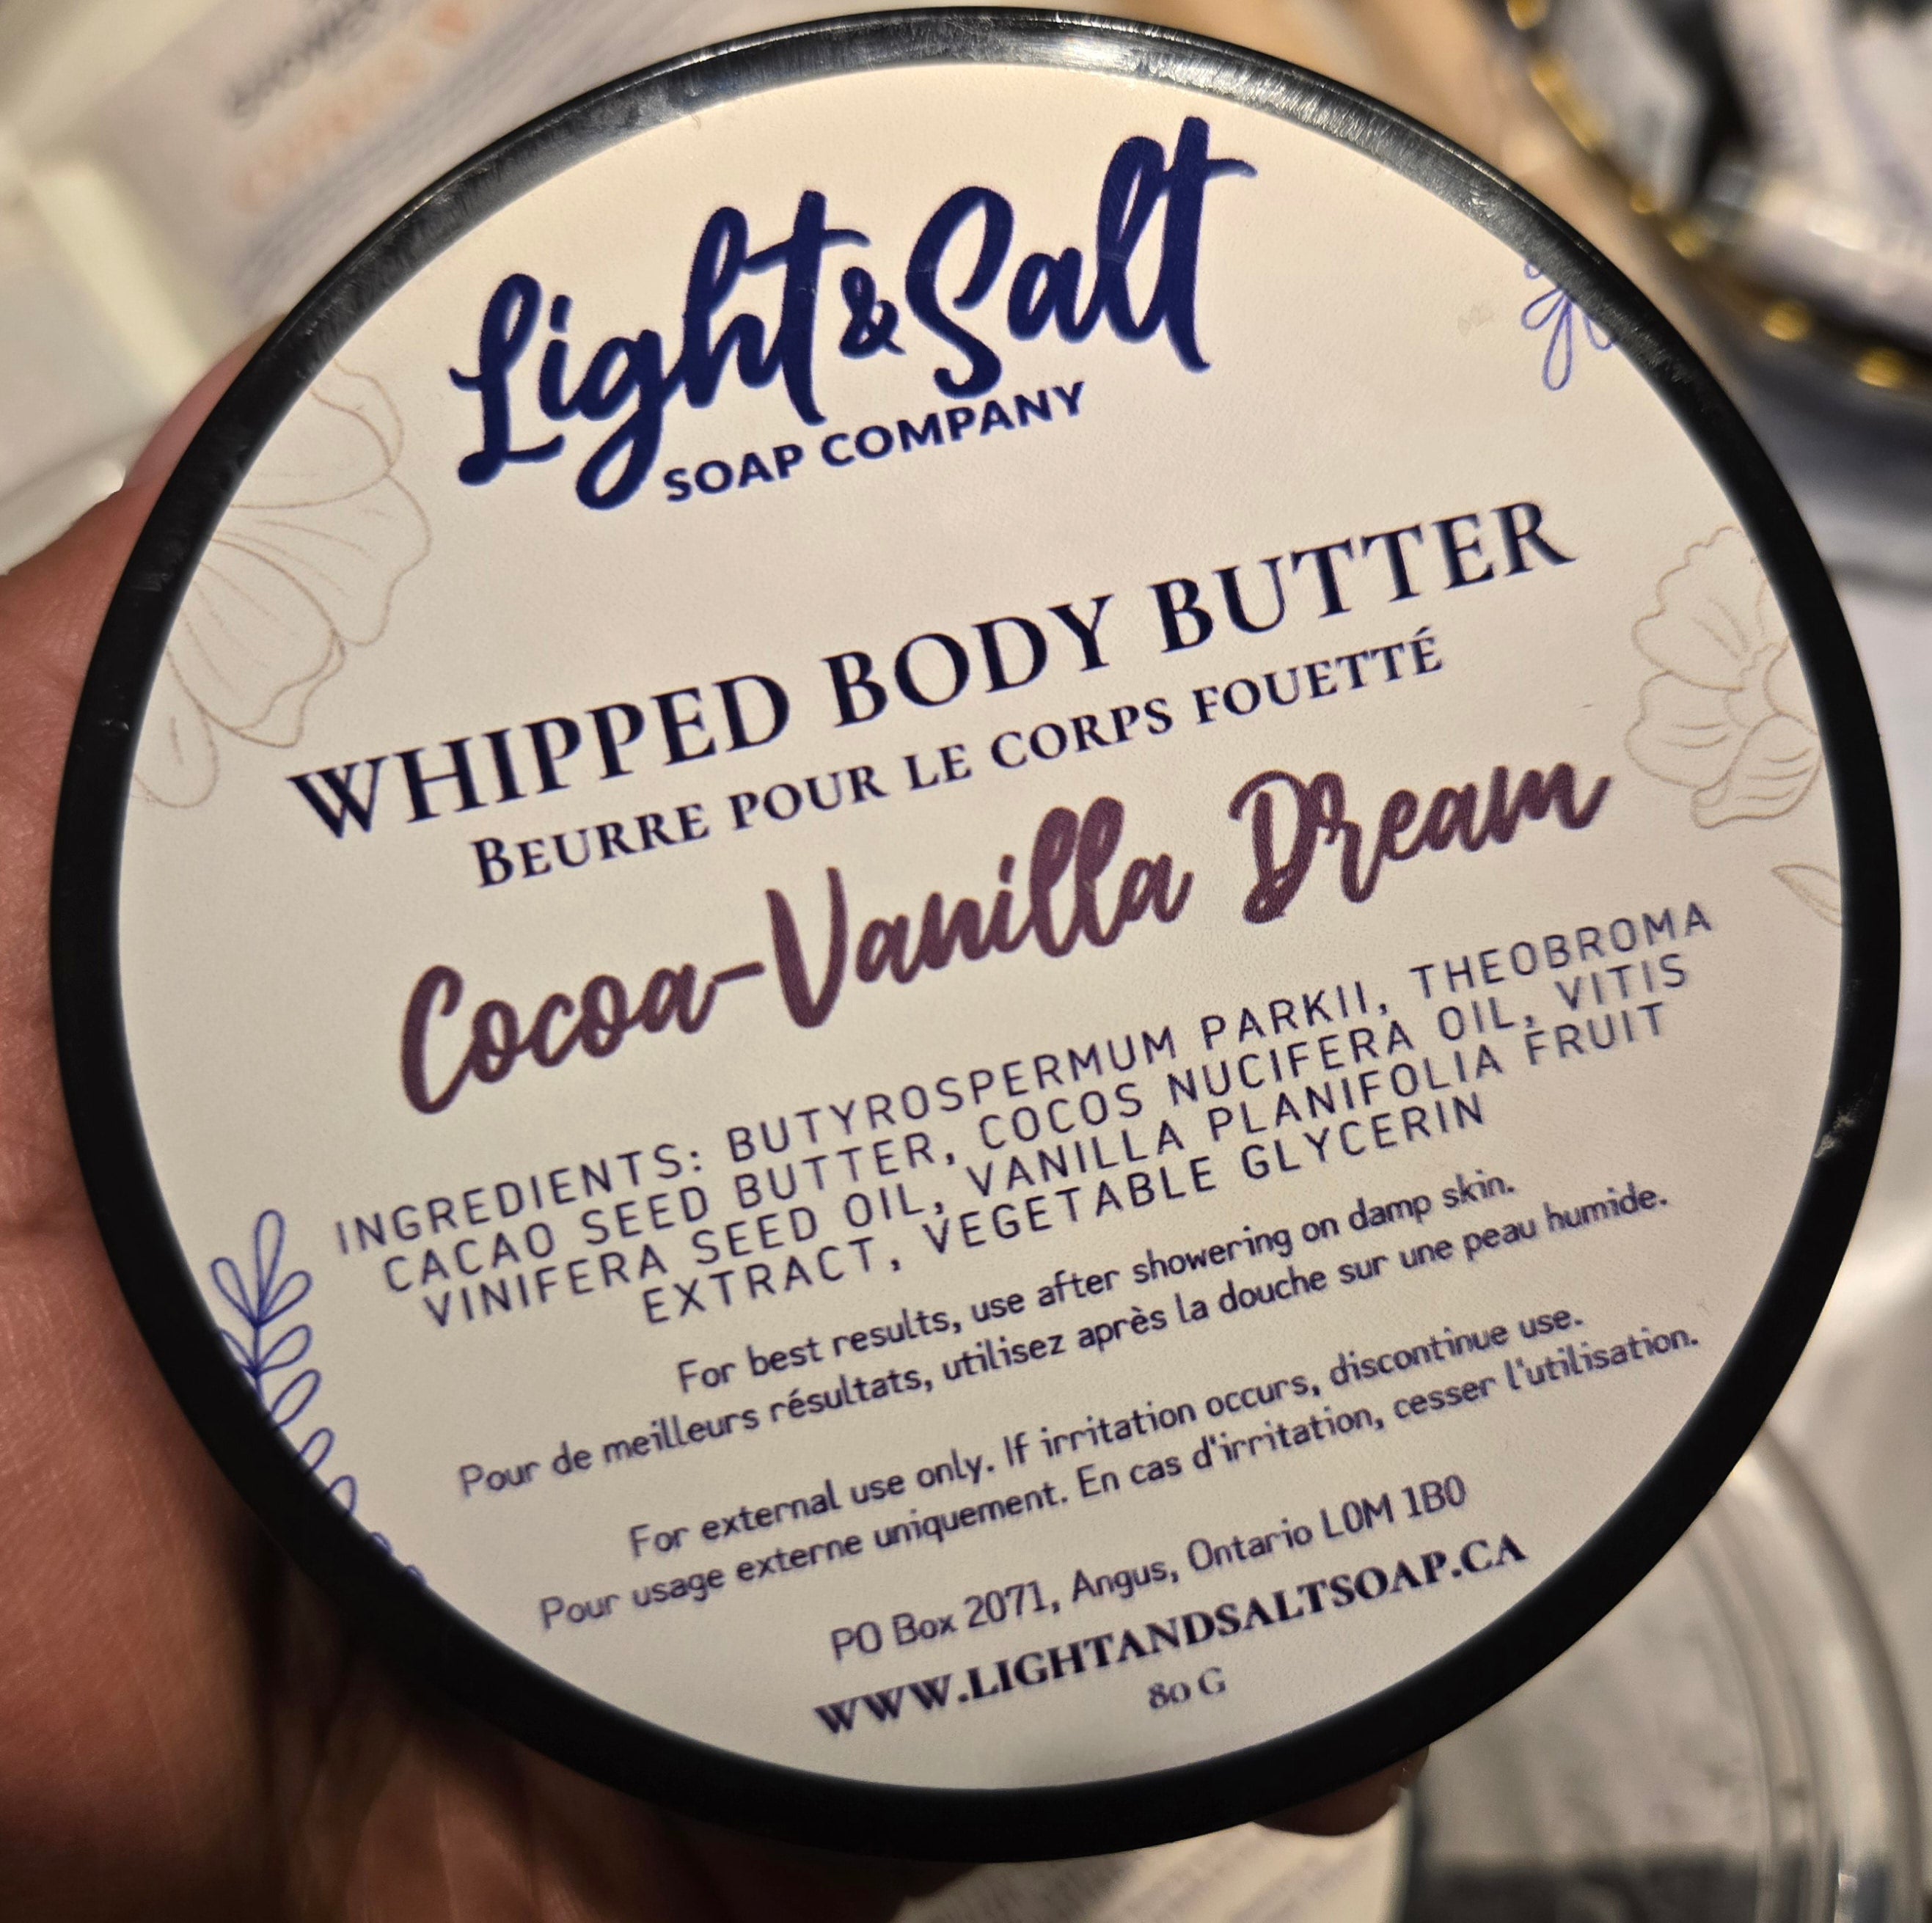 Light & Salt
SOAP COMPANY
WHIPPED BODY BUTTER
BEURRE POUR LE CORPS FOUETTÉ
Cocoa-Vanilla Dream
INGREDIENTS: BUTYROSPERMUM PARKII, THEOBROMA
CACAO SEED BUTTER, COCOS NUCIFERA OIL, VITIS
VINIFERA SEED OIL, VANILLA PLANIFOLIA FRUIT
EXTRACT, VEGETABLE GLYCERIN
For best results, use after showering on damp skin.
Pour de meilleurs résultats, utilisez après la douche sur une peau humide.
For external use only. If irritation occurs, discontinue use.
Pour usage externe uniquement. En cas d'irritation, cesser l'utilisation.
PO Box 2071, Angus, Ontario L0M 1B0
WWW.LIGHTANDSALTSOAP.CA
80 G